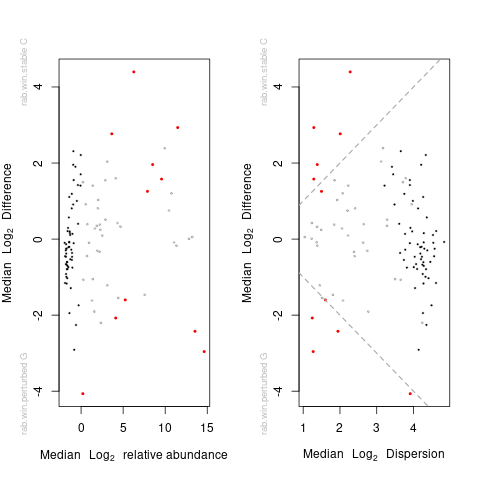 rab.win.stable C
rab.win.perturbed G
Median Log2 Difference
4
2
0
-2
-4
0 5 10 15
Median Log2 relative abundance
rab.win.stable C
rab.win.perturbed G
Median Log2 Difference
4
2
0
-2
-4
1 2 3 4
Median Log2 Dispersion